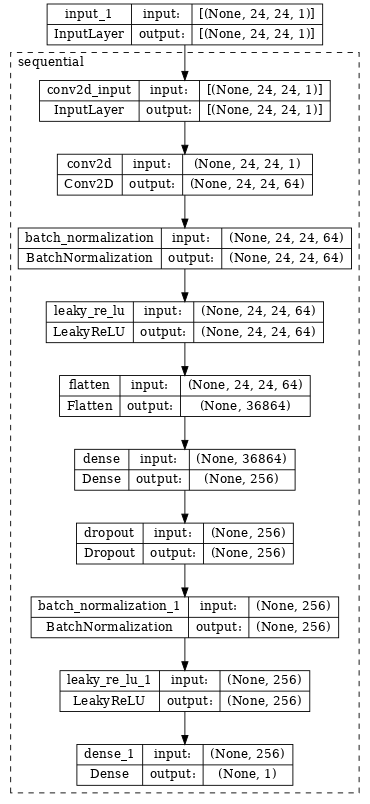 input_1 input: [(None, 24, 24, 1)]
InputLayer output: [(None, 24, 24, 1)]
sequential
conv2d_input input: [(None, 24, 24, 1)]
InputLayer output: [(None, 24, 24, 1)]
conv2d input: (None, 24, 24, 1)
Conv2D output: (None, 24, 24, 64)
batch_normalization input: (None, 24, 24, 64)
BatchNormalization output: (None, 24, 24, 64)
leaky_re_lu input: (None, 24, 24, 64)
LeakyReLU output: (None, 24, 24, 64)
flatten input: (None, 24, 24, 64)
Flatten output: (None, 36864)
dense input: (None, 36864)
Dense output: (None, 256)
dropout input: (None, 256)
Dropout output: (None, 256)
batch_normalization_1 input: (None, 256)
BatchNormalization output: (None, 256)
leaky_re_lu_1 input: (None, 256)
LeakyReLU output: (None, 256)
dense_1 input: (None, 256)
Dense output: (None, 1)